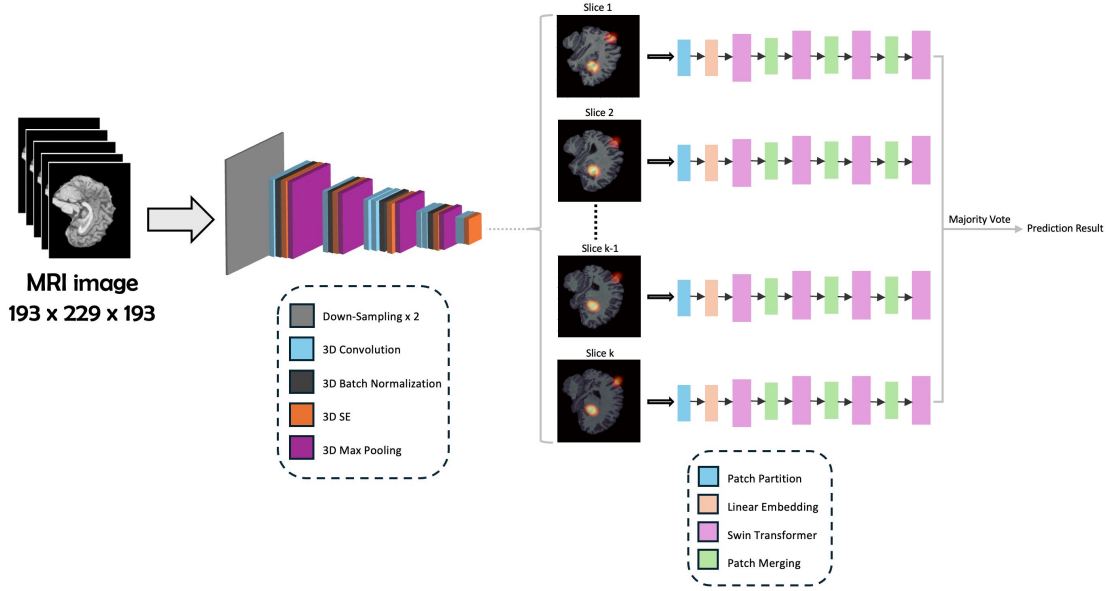 MRI image
193 x 229 x 193
Down-Sampling x 2
3D Convolution
3D Batch Normalization
3D SE
3D Max Pooling
Slice 1
Slice 2
Slice k-1
Slice k
Majority Vote
Prediction Result
Patch Partition
Linear Embedding
Swin Transformer
Patch Merging